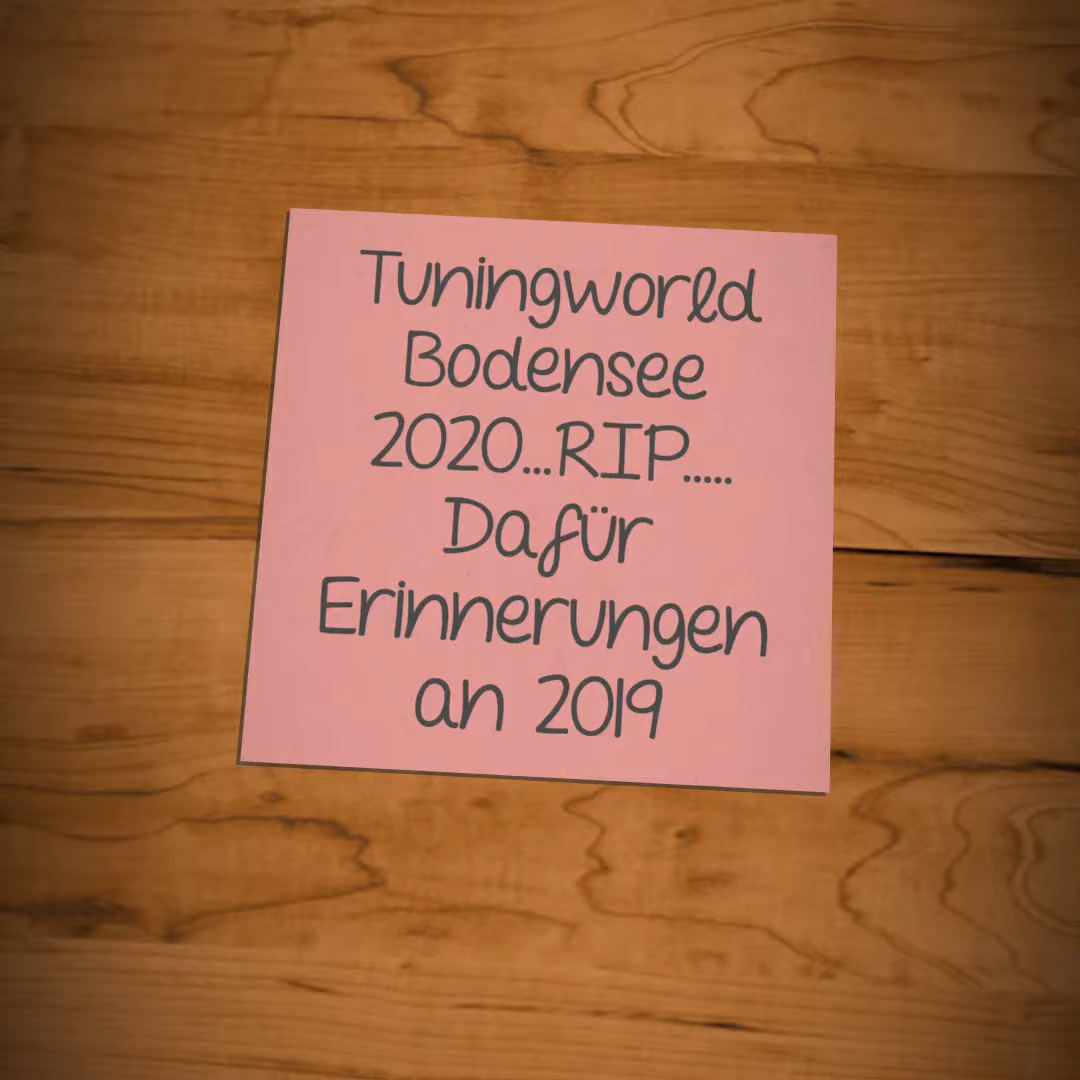 Tuningworld
Bodensee
2020...RIP.....
Dafür
Erinnerungen
an 2019